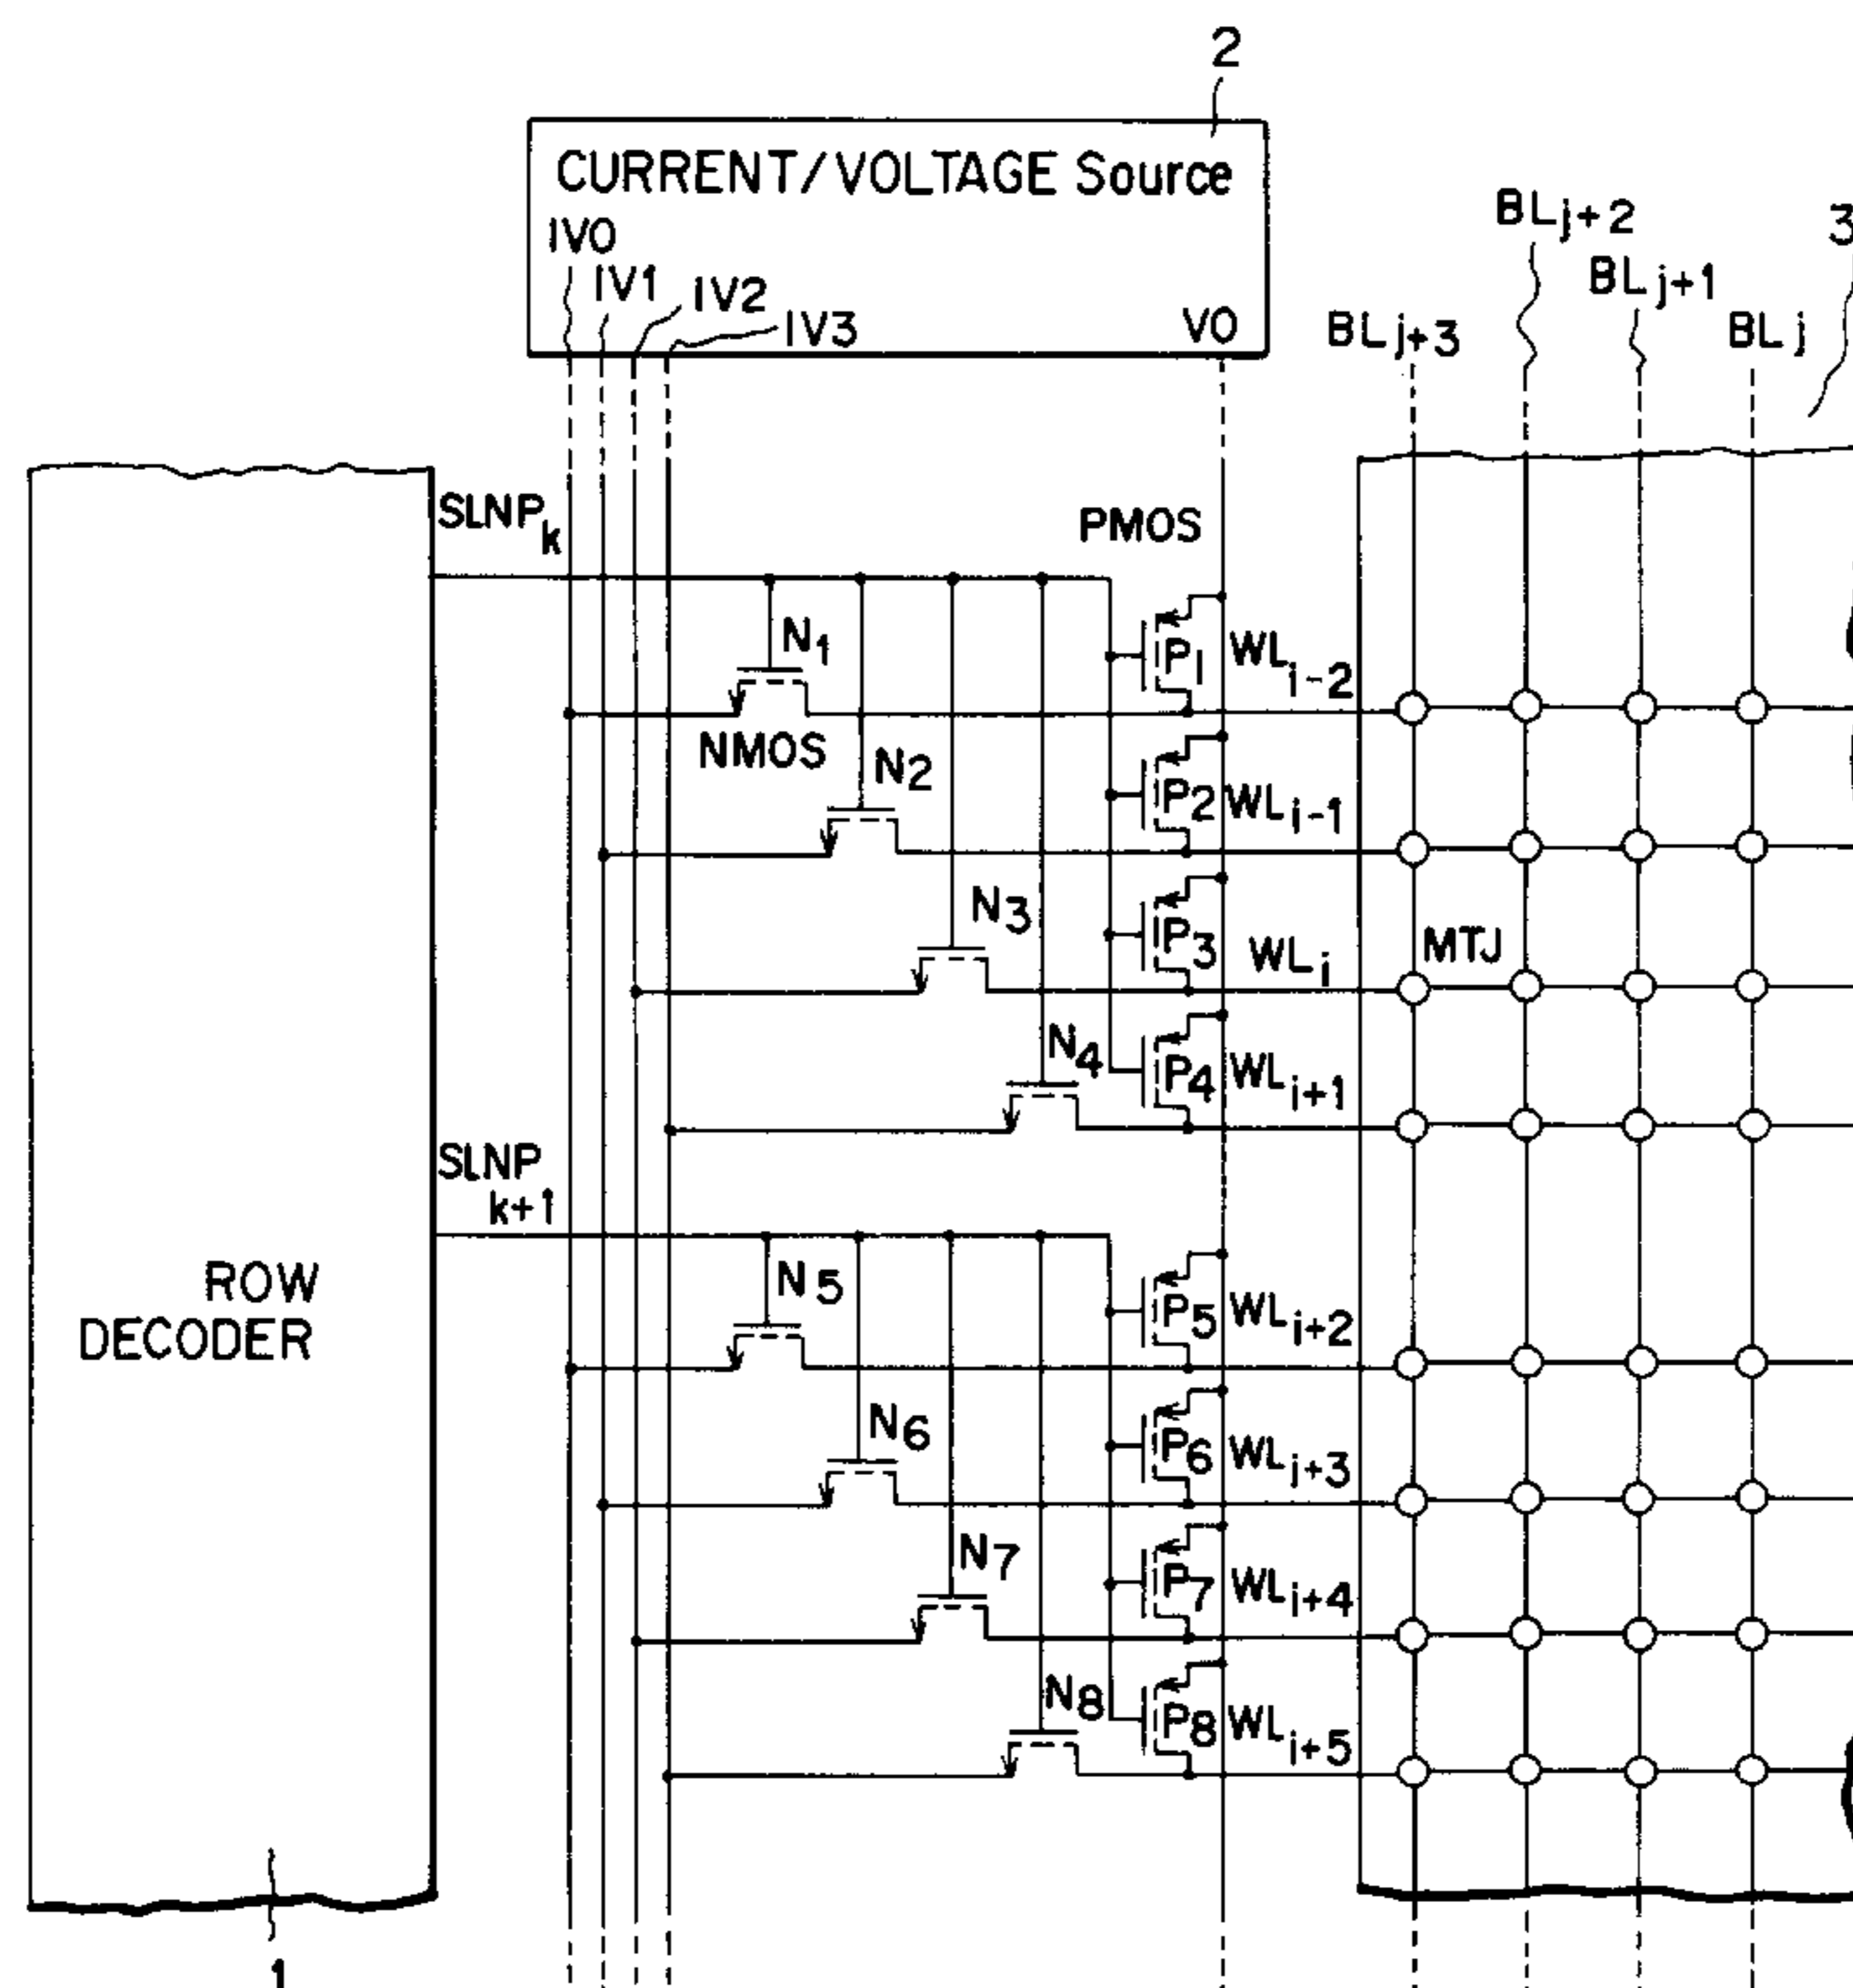 2
CURRENT/VOLTAGE Source
IV0
IV1
IV2
IV3
V0
BLj+3
BLj+2
BLj+1
BLj
3
SLNPk
PMOS
N1
P1
WLi-2
NMOS
N2
P2
WLi-1
N3
P3
WLi
MTJ
N4
P4
WLi+1
SLNP
k+1
ROW
DECODER
N5
P5
WLi+2
N6
P6
WLi+3
N7
P7
WLi+4
N8
P8
WLi+5
1